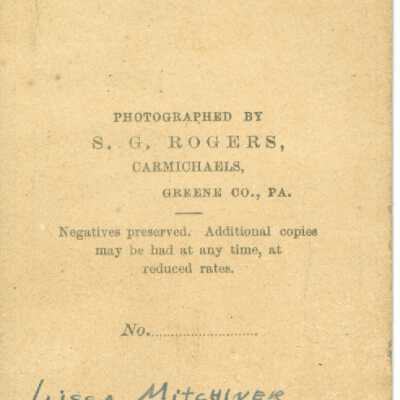 PHOTOGRAPHED BY
S. G. ROGERS,
CARMICHAELS,
GREENE CO., PA.
Negatives preserved. Additional copies
may be had at any time, at
reduced rates.
No.....................
Lissa Mitchiner